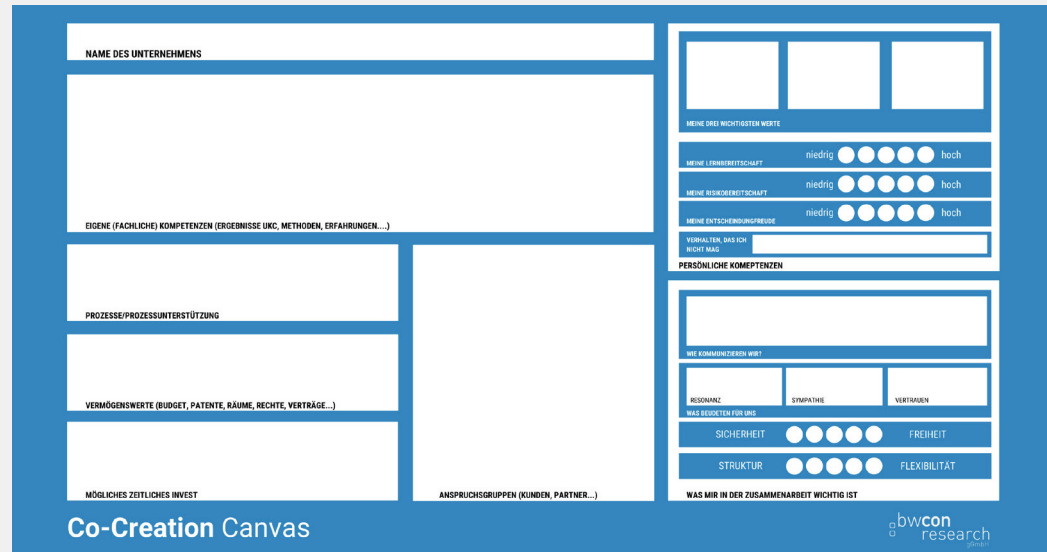 NAME DES UNTERNEHMENS
EIGENE (FACHLICHE) KOMPETENZEN (ERGEBNISSE UKC, METHODEN, ERFAHRUNGEN....)
PROZESSE/PROZESSUNTERSTÜTZUNG
VERMÖGENSWERTE (BUDGET, PATENTE, RÄUME, RECHTE, VERTRÄGE...)
MÖGLICHES ZEITLICHES INVEST
ANSPRUCHSGRUPPEN (KUNDEN, PARTNER...)
MEINE DREI WICHTIGSTEN WERTE
MEINE LERNBEREITSCHAFT niedrig hoch
MEINE RISIKOBEREITSCHAFT niedrig hoch
MEINE ENTSCHEINDUNGFREUDE niedrig hoch
VERHALTEN, DAS ICH
NICHT MAG
PERSÖNLICHE KOMEPTENZEN
WIE KOMMUNIZIEREN WIR?
RESONANZ SYMPATHIE VERTRAUEN
WAS BEUDETEN FÜR UNS
SICHERHEIT FREIHEIT
STRUKTUR FLEXIBILITÄT
WAS MIR IN DER ZUSAMMENARBEIT WICHTIG IST
Co-Creation Canvas
bwcon
research
gGmbH